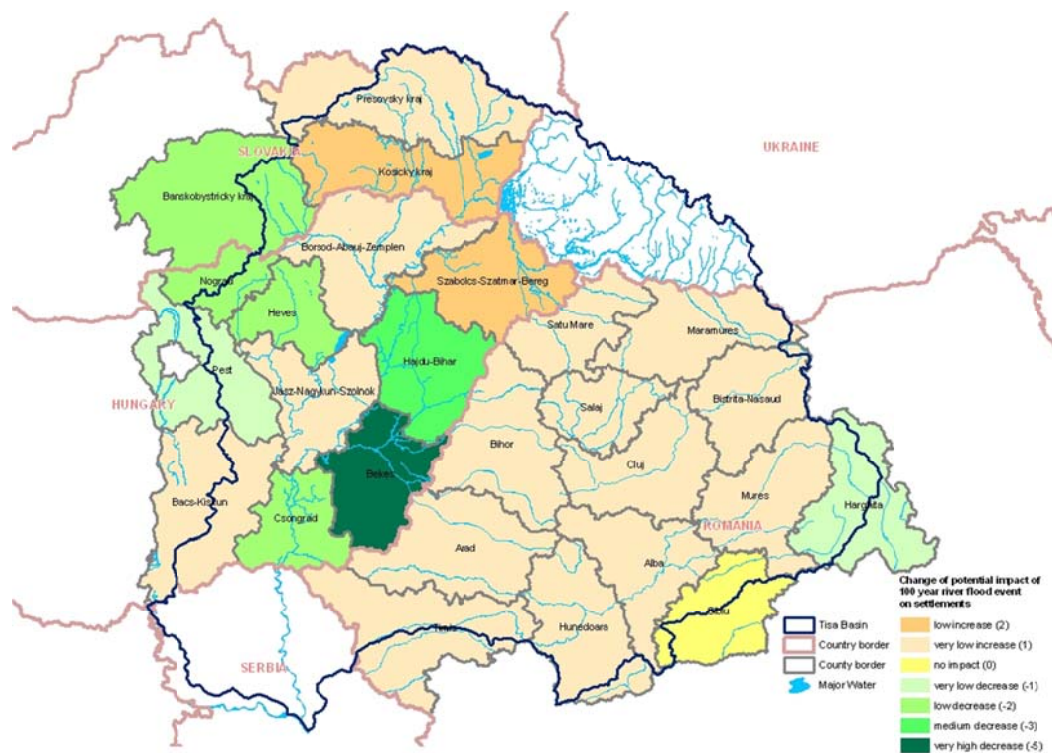 Presovsky kraj
UKRAINE
SLOVAKIA
Kosicky kraj
Banskobystricky kraj
Borsod-Abauj-Zemplen
Nograd
Szabolcs-Szatmar-Bereg
Heves
Satu Mare
Maramures
Hajdu-Bihar
Pest
Jasz-Nagykun-Szolnok
Salaj
Bistrita-Nasaud
HUNGARY
Bihor
Cluj
Bekes
Mures
Bacs-Kiskun
Hargita
Csongrad
ROMANIA
Arad
Alba
Change of potential impact of
100 year river flood event
on settlements
Sibiu
Timis
Hunedoara
SERBIA
Tisa Basin
Country border
County border
Major Water
low increase (2)
very low increase (1)
no impact (0)
very low decrease (-1)
low decrease (-2)
medium decrease (-3)
very high decrease (-5)